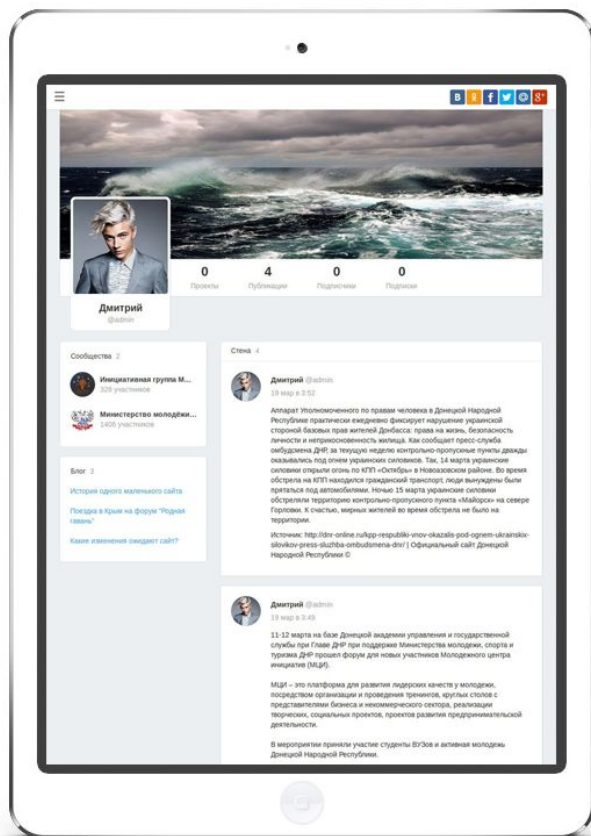 0
4
0
0
Проекты
Публикации
Подписчики
Подписки
Дмитрий
@admin
Сообщества 2
Инициативная группа М...
328 участников
Министерство молодёжи...
1408 участников
Блог 3
История одного маленького сайта
Поездка в Крым на форум "Родная
гавань"
Какие изменения ожидают сайт?
Стена 4
Дмитрий @admin
19 мар в 3:52
Аппарат Уполномоченного по правам человека в Донецкой Народной
Республике практически ежедневно фиксирует нарушение украинской
стороной базовых прав жителей Донбасса: права на жизнь, безопасность
личности и неприкосновенность жилища. Как сообщает пресс-служба
омбудсмена ДНР, за текущую неделю контрольно-пропускные пункты дважды
оказывались под огнем украинских силовиков. Так, 14 марта украинские
силовики открыли огонь по КПП «Октябрь» в Новоазовском районе. Во время
обстрела на КПП находился гражданский транспорт, люди вынуждены были
прятаться под автомобилями. Ночью 15 марта украинские силовики
обстреляли территорию контрольно-пропускного пункта «Майорск» на севере
Горловки. К счастью, мирных жителей во время обстрела не было на
территории.
Источник: http://dnr-online.ru/kpp-respubliki-vnov-okazalis-pod-ognem-ukrainskix-
silovikov-press-sluzhba-ombudsmena-dnr/ | Официальный сайт Донецкой
Народной Республики ©
Дмитрий @admin
19 мар в 3:49
11-12 марта на базе Донецкой академии управления и государственной
службы при Главе ДНР при поддержке Министерства молодежи, спорта и
туризма ДНР прошел форум для новых участников Молодежного центра
инициатив (МЦИ).
МЦИ – это платформа для развития лидерских качеств у молодежи,
посредством организации и проведения тренингов, круглых столов с
представителями бизнеса и некоммерческого сектора, реализации
творческих, социальных проектов, проектов развития предпринимательской
деятельности.
В мероприятии приняли участие студенты ВУЗов и активная молодежь
Донецкой Народной Республики.